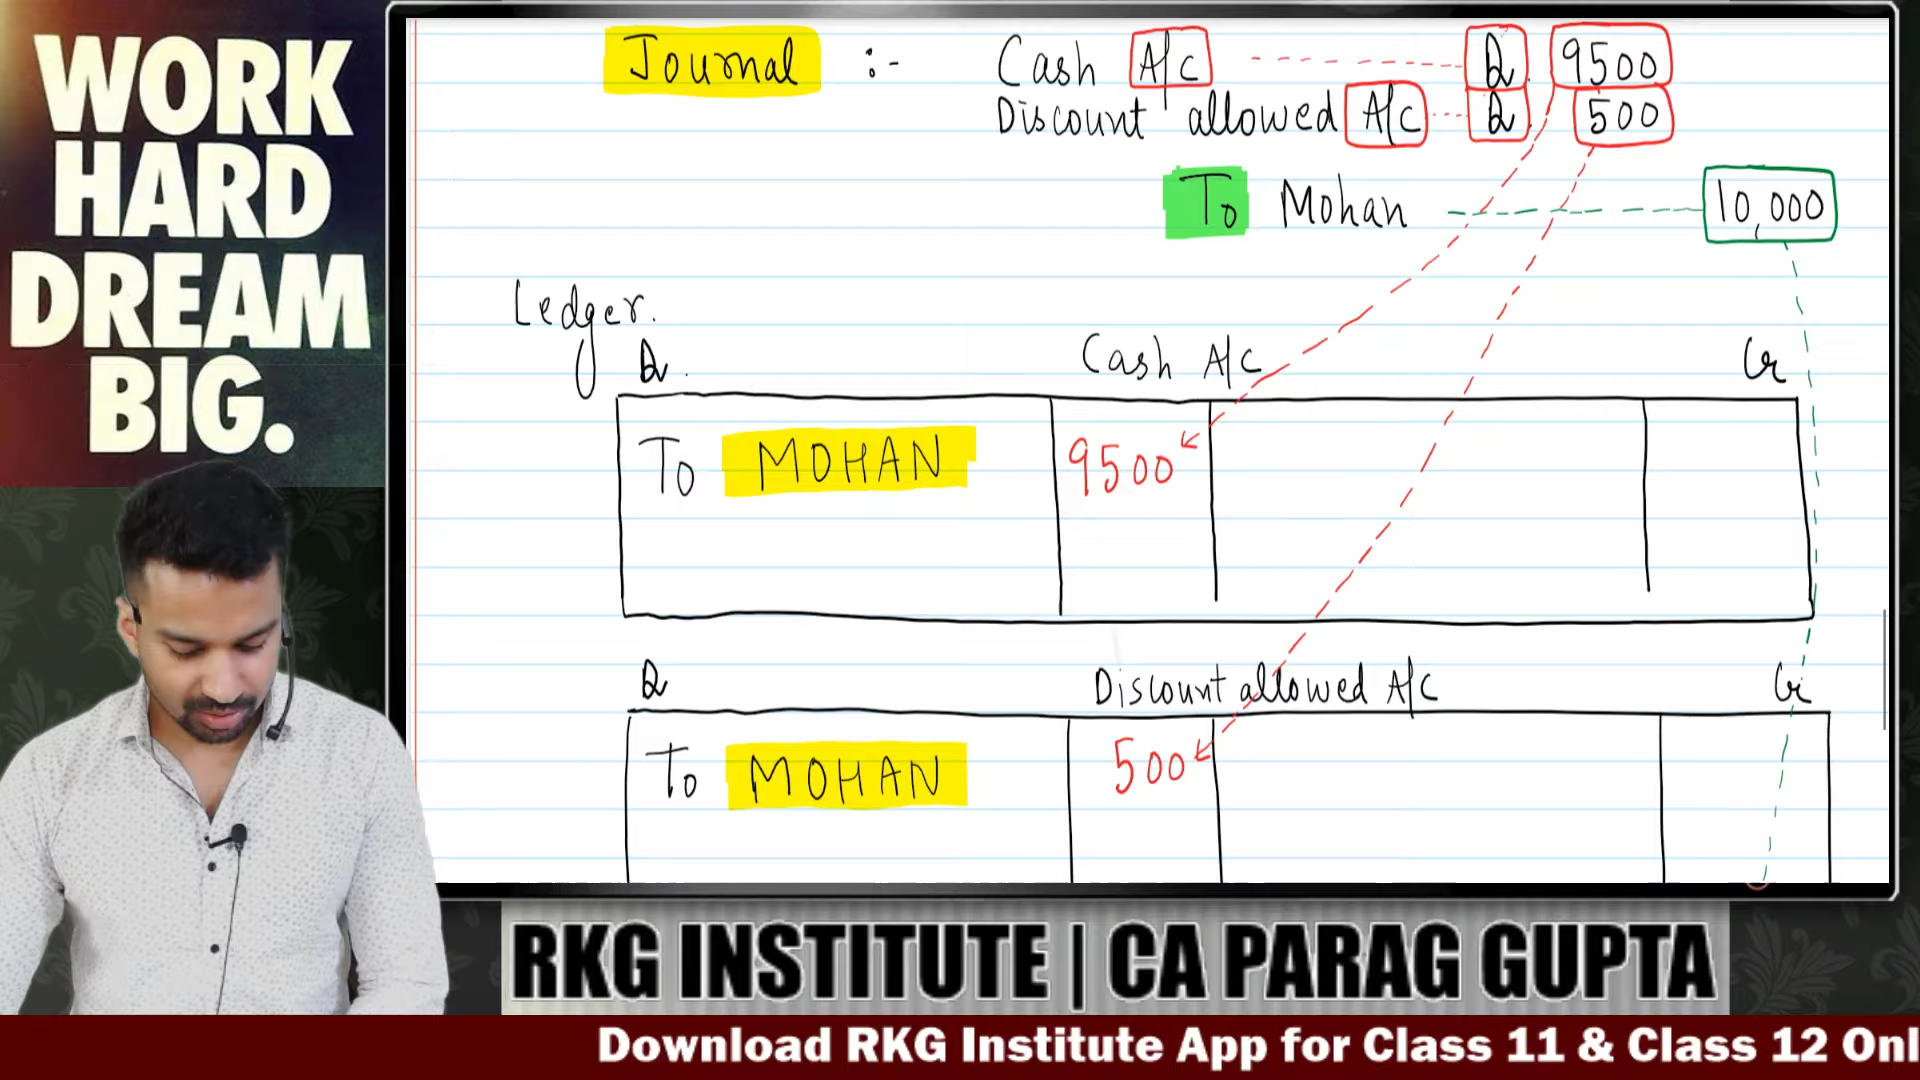 WORK
HARD
DREAM
BIG.
Journal :- Cash A/c Dr. 9500
Discount allowed A/c Dr 500
To Mohan 10,000
Ledger.
Dr. Cash A/c Cr
To MOHAN 9500
Dr Discount allowed A/c Cr
To MOHAN 500
RKG INSTITUTE | CA PARAG GUPTA
Download RKG Institute App for Class 11 & Class 12 Onl